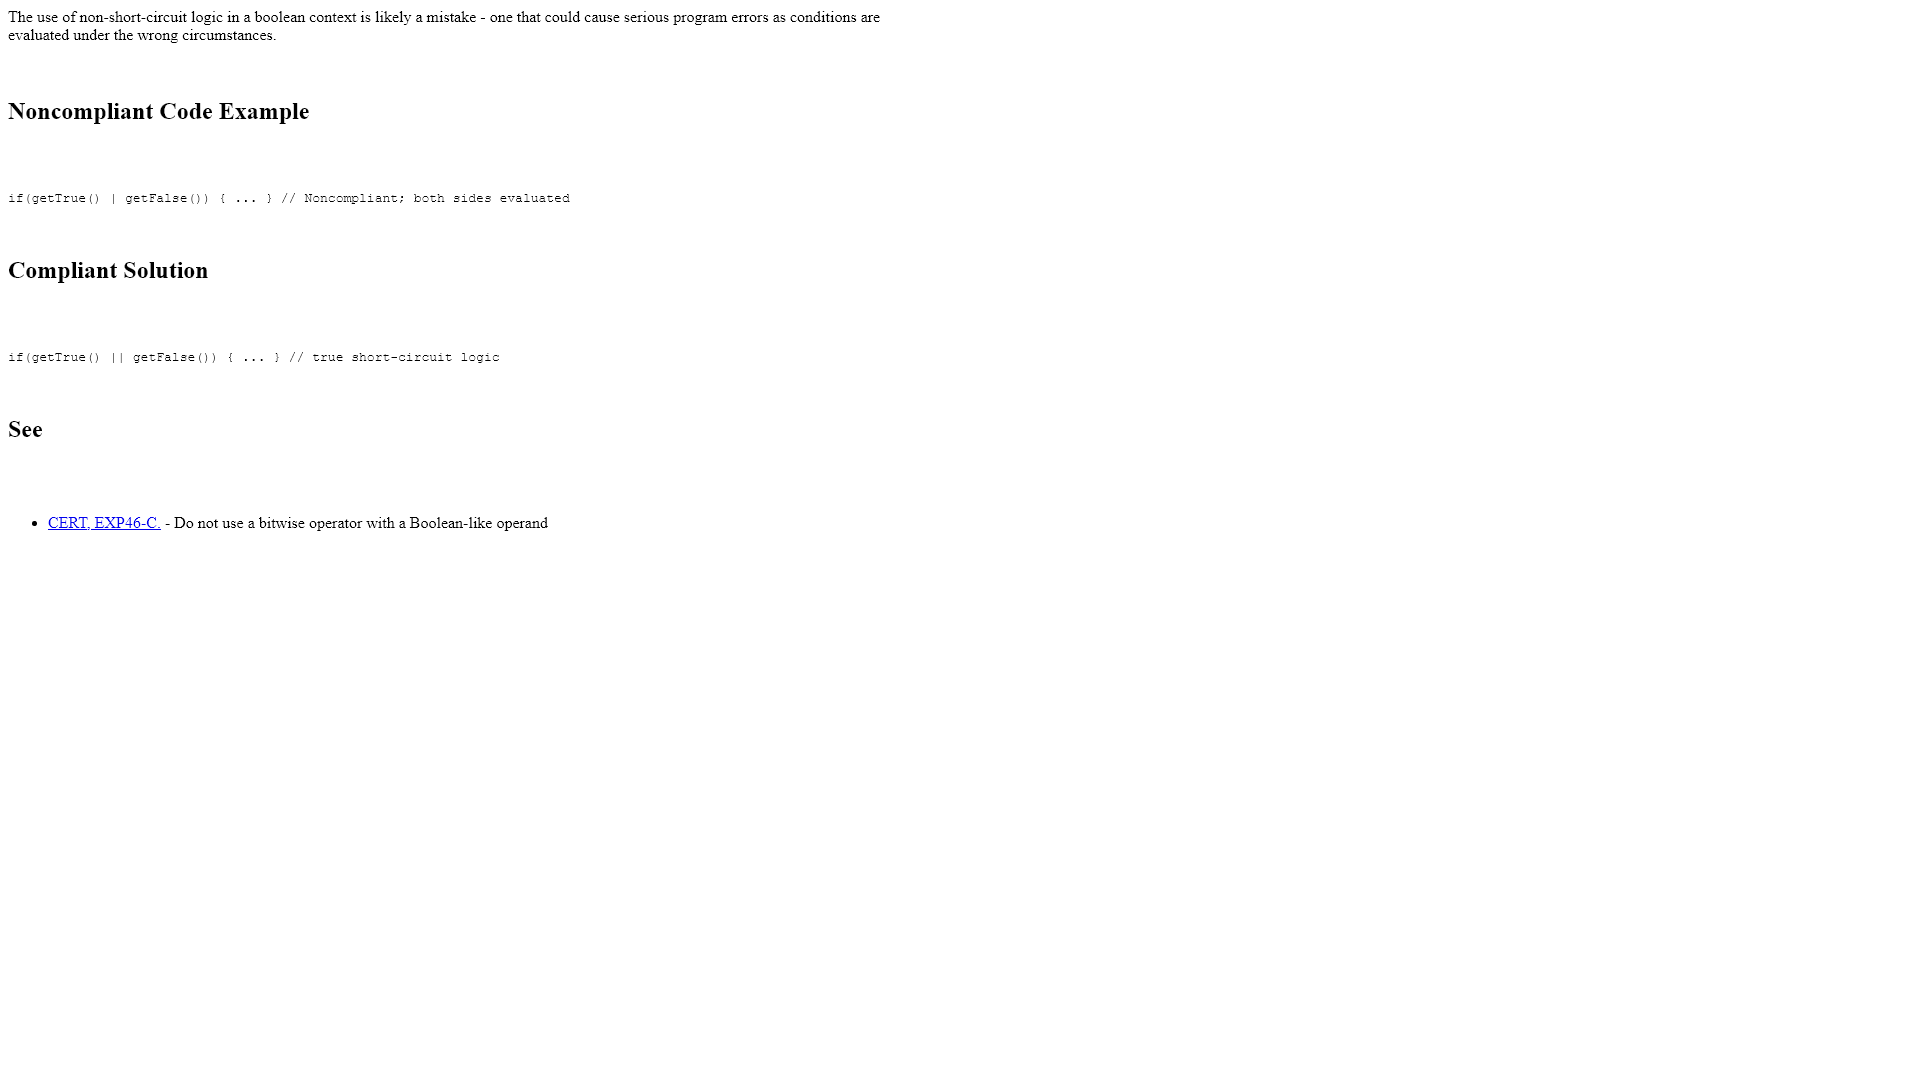 The use of non-short-circuit logic in a boolean context is likely a mistake - one that could cause serious program errors as conditions are
evaluated under the wrong circumstances.
Noncompliant Code Example
if(getTrue() | getFalse()) { ... } // Noncompliant; both sides evaluated
Compliant Solution
if(getTrue() || getFalse()) { ... } // true short-circuit logic
See
• CERT, EXP46-C. - Do not use a bitwise operator with a Boolean-like operand